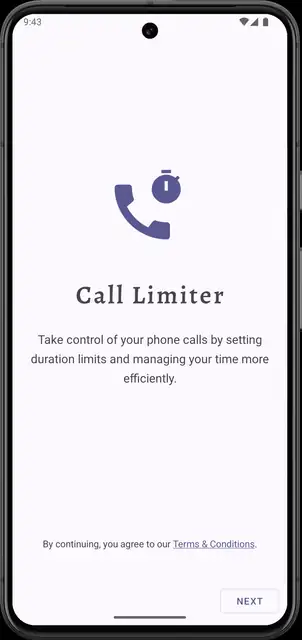 9:43
Call Limiter
Take control of your phone calls by setting
duration limits and managing your time more
efficiently.
By continuing, you agree to our Terms & Conditions.
NEXT